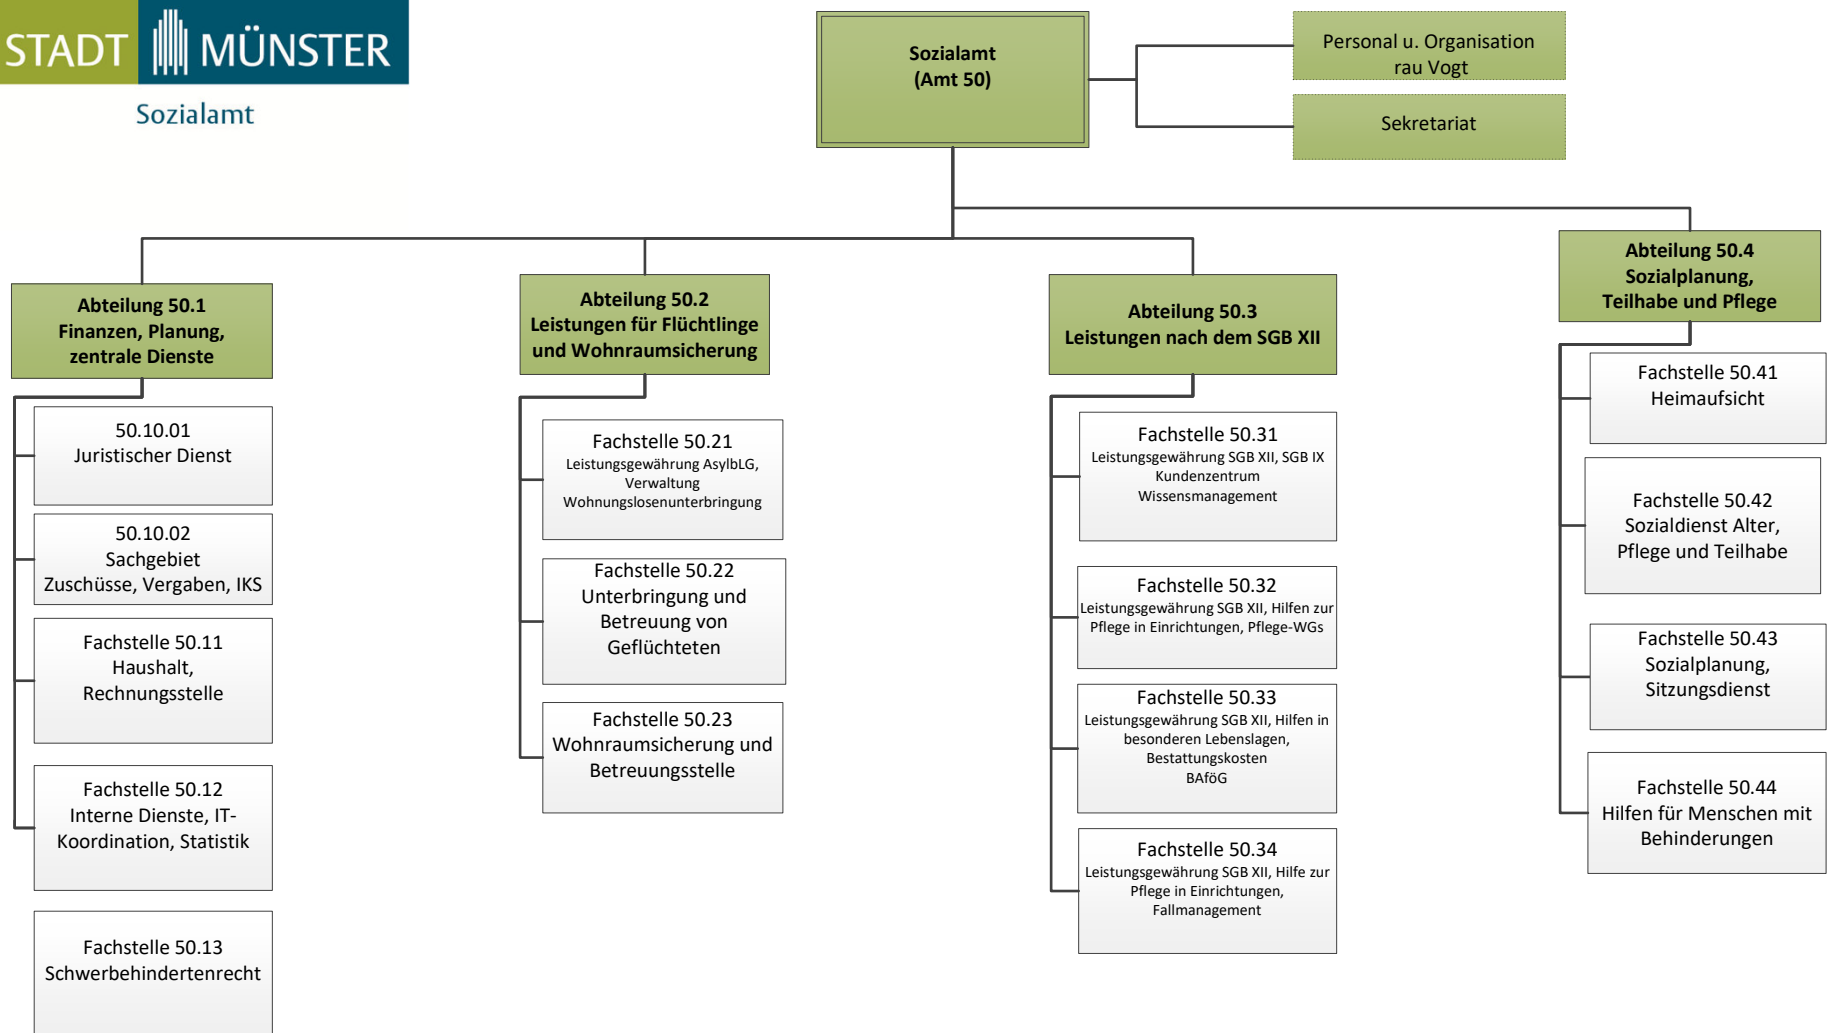 STADT MÜNSTER
Sozialamt
Sozialamt
(Amt 50)
Personal u. Organisation
rau Vogt
Sekretariat
Abteilung 50.1
Finanzen, Planung,
zentrale Dienste
50.10.01
Juristischer Dienst
50.10.02
Sachgebiet
Zuschüsse, Vergaben, IKS
Fachstelle 50.11
Haushalt,
Rechnungsstelle
Fachstelle 50.12
Interne Dienste, IT-
Koordination, Statistik
Fachstelle 50.13
Schwerbehindertenrecht
Abteilung 50.2
Leistungen für Flüchtlinge
und Wohnraumsicherung
Fachstelle 50.21
Leistungsgewährung AsylbLG,
Verwaltung
Wohnungslosenunterbringung
Fachstelle 50.22
Unterbringung und
Betreuung von
Geflüchteten
Fachstelle 50.23
Wohnraumsicherung und
Betreuungsstelle
Abteilung 50.3
Leistungen nach dem SGB XII
Fachstelle 50.31
Leistungsgewährung SGB XII, SGB IX
Kundenzentrum
Wissensmanagement
Fachstelle 50.32
Leistungsgewährung SGB XII, Hilfen zur
Pflege in Einrichtungen, Pflege-WGs
Fachstelle 50.33
Leistungsgewährung SGB XII, Hilfen in
besonderen Lebenslagen,
Bestattungskosten
BAföG
Fachstelle 50.34
Leistungsgewährung SGB XII, Hilfe zur
Pflege in Einrichtungen,
Fallmanagement
Abteilung 50.4
Sozialplanung,
Teilhabe und Pflege
Fachstelle 50.41
Heimaufsicht
Fachstelle 50.42
Sozialdienst Alter,
Pflege und Teilhabe
Fachstelle 50.43
Sozialplanung,
Sitzungsdienst
Fachstelle 50.44
Hilfen für Menschen mit
Behinderungen